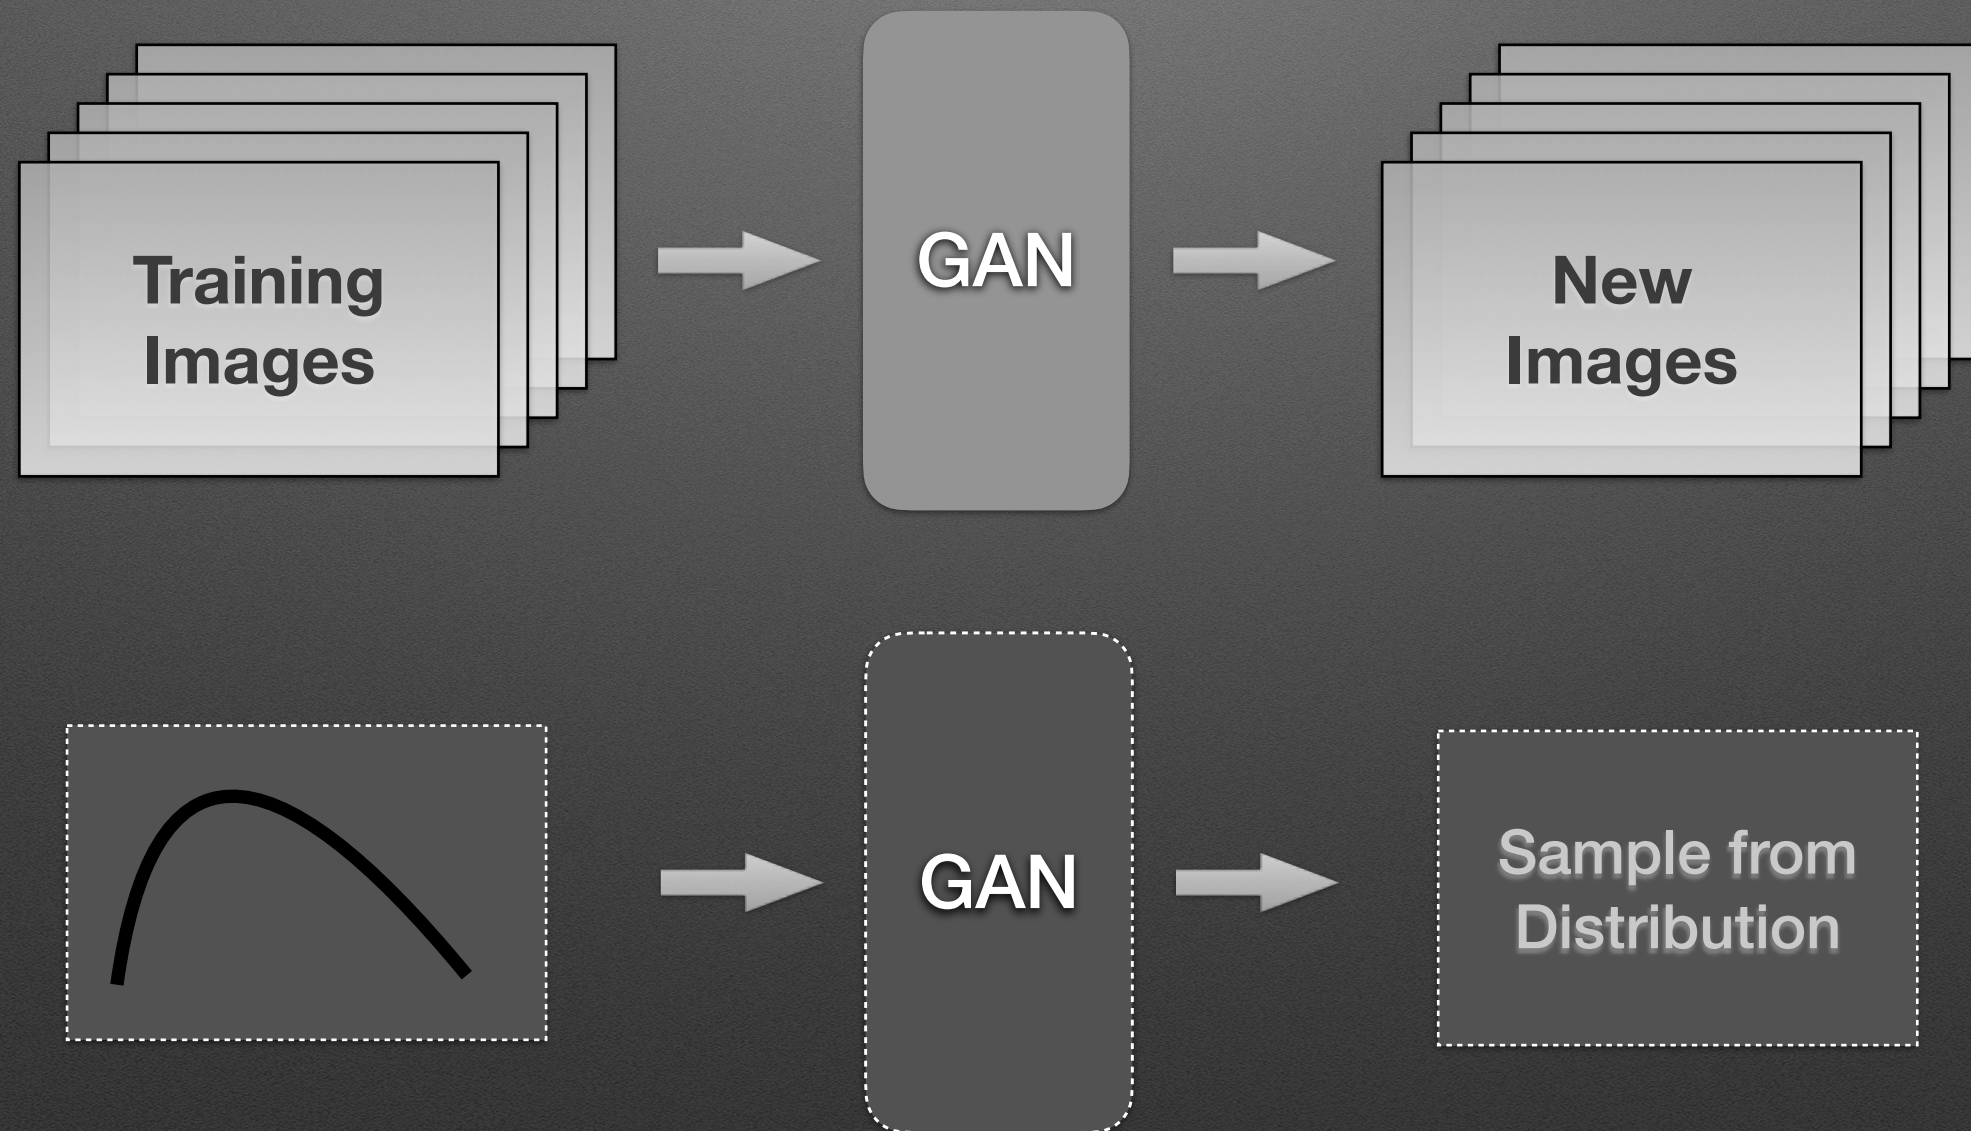 Training
Images
GAN
New
Images
GAN
Sample from
Distribution